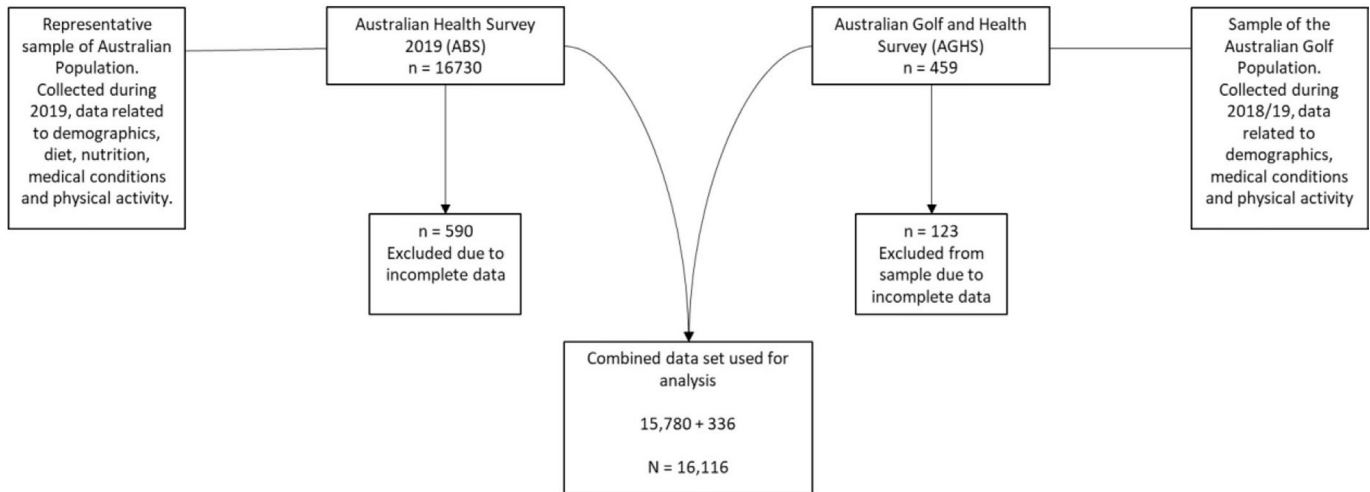 Representative
sample of Australian
Population.
Collected during
2019, data related
to demographics,
diet, nutrition,
medical conditions
and physical activity.
Australian Health Survey
2019 (ABS)
n = 16730
Australian Golf and Health
Survey (AGHS)
n = 459
Sample of the
Australian Golf
Population.
Collected during
2018/19, data
related to
demographics,
medical conditions
and physical activity
n = 590
Excluded due to
incomplete data
n = 123
Excluded from
sample due to
incomplete data
Combined data set used for
analysis
15,780 + 336
N = 16,116